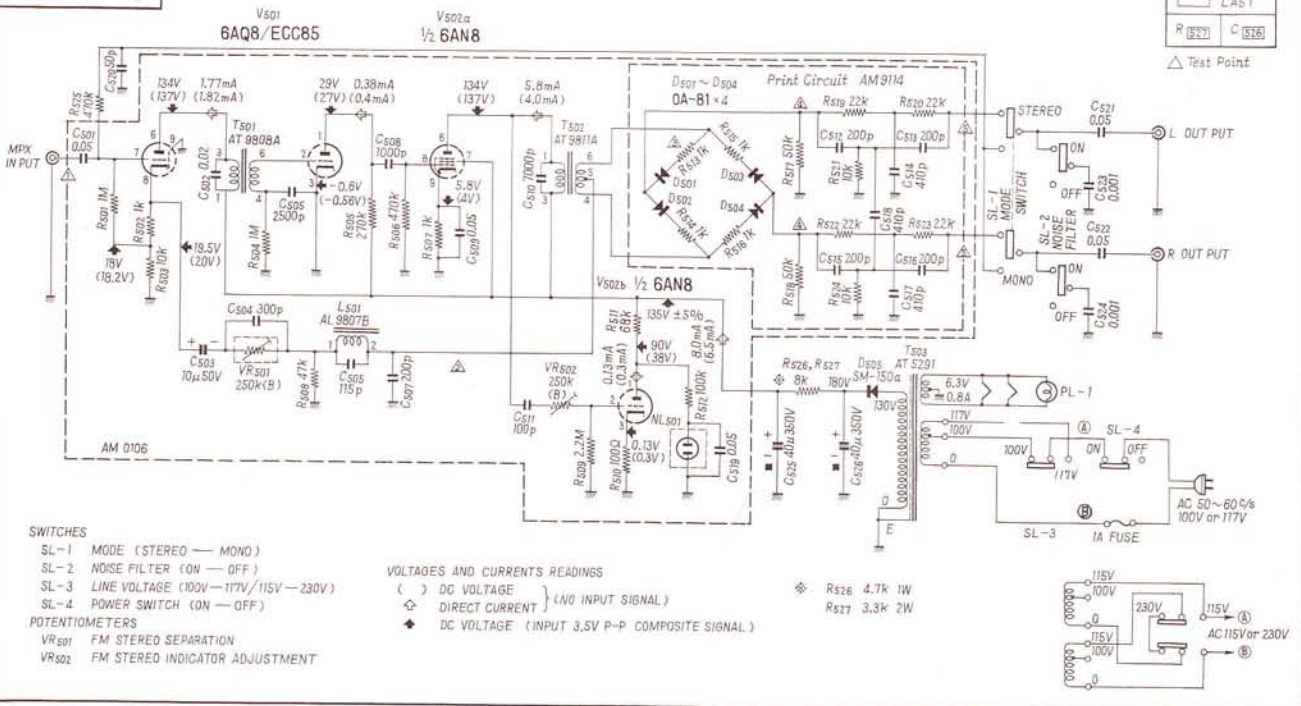 LAST
R 527 C 526
△ Test Point
V501
6AQ8/ECC85
V502a
½ 6AN8
R525
470k
C520 50p
134V
(137V)
1.77mA
(1.82mA)
29V
(27V)
0.38mA
(0.4mA)
134V
(137V)
5.8mA
(4.0mA)
D501 ~ D504
OA-81 × 4
Print Circuit AM9114
MPX
IN PUT
C501
0.05
T501
AT 9808A
C502 0.02
C505
2500p
-0.6V
(-0.56V)
C508
1000p
5.8V
(4V)
T502
AT 9811A
C510 7000p
R515 1k
R513 1k
D501
D503
D502
D504
R514 1k
R516 1k
R519 22k
R520 22k
C512 200p
C513 200p
R517 50K
R521
10k
C514
410p
C518
410p
R522 22k
R523 22k
C515 200p
C516 200p
R518 50K
R524
10k
C517
410p
STEREO
SL-1
MODE
SWITCH
MONO
ON
OFF
SL-2
NOISE
FILTER
ON
OFF
C521
0.05
L OUT PUT
C523
0.001
C522
0.05
R OUT PUT
C524
0.001
R501 1M
R502 1k
R503 10k
18V
(18.2V)
19.5V
(20V)
R504 1M
R505
270k
R506 470k
R507 1k
C509 0.05
V502b ½ 6AN8
135V ±5%
R511
68k
90V
(38V)
0.13mA
(0.3mA)
8.0mA
(6.5mA)
C504 300p
L501
AL 9807B
C503
10μ 50V
VR501
250k(B)
R508 47k
C505
115p
C507 200p
C511
100p
VR502
250k
(B)
R509 2.2M
R510 100Ω
0.13V
(0.3V)
NL501
R512 100k
C519 0.05
AM 0106
R526, R527
8k
180V
D505
SM-150a
130V
T503
AT 5291
C525 40μ 350V
C526 40μ 350V
0
E
6.3V
0.8A
PL-1
117V
100V
0
100V
117V
Ⓐ
SL-4
ON
OFF
Ⓑ
SL-3
1A FUSE
AC 50~60 c/s
100V or 117V
SWITCHES
SL-1 MODE (STEREO — MONO)
SL-2 NOISE FILTER (ON — OFF)
SL-3 LINE VOLTAGE (100V—117V/115V—230V)
SL-4 POWER SWITCH (ON — OFF)
POTENTIOMETERS
VR501 FM STEREO SEPARATION
VR502 FM STEREO INDICATOR ADJUSTMENT
VOLTAGES AND CURRENTS READINGS
( ) DC VOLTAGE
DIRECT CURRENT
(NO INPUT SIGNAL)
DC VOLTAGE (INPUT 3.5V P-P COMPOSITE SIGNAL)
※ R526 4.7k 1W
R527 3.3k 2W
115V
100V
0
115V
100V
0
230V
115V
Ⓐ
AC 115V or 230V
Ⓑ